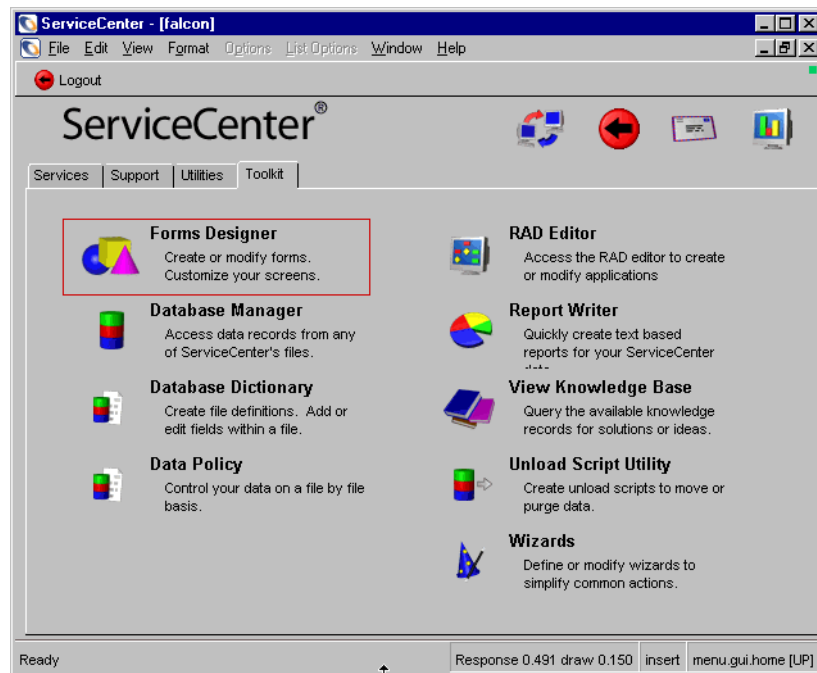 ServiceCenter - [falcon]
File Edit View Format Options List Options Window Help
Logout
ServiceCenter®
Services Support Utilities Toolkit
Forms Designer
Create or modify forms.
Customize your screens.
Database Manager
Access data records from any
of ServiceCenter's files.
Database Dictionary
Create file definitions. Add or
edit fields within a file.
Data Policy
Control your data on a file by file
basis.
RAD Editor
Access the RAD editor to create
or modify applications
Report Writer
Quickly create text based
reports for your ServiceCenter
View Knowledge Base
Query the available knowledge
records for solutions or ideas.
Unload Script Utility
Create unload scripts to move or
purge data.
Wizards
Define or modify wizards to
simplify common actions.
Ready
Response 0.491 draw 0.150 insert menu.gui.home [UP]